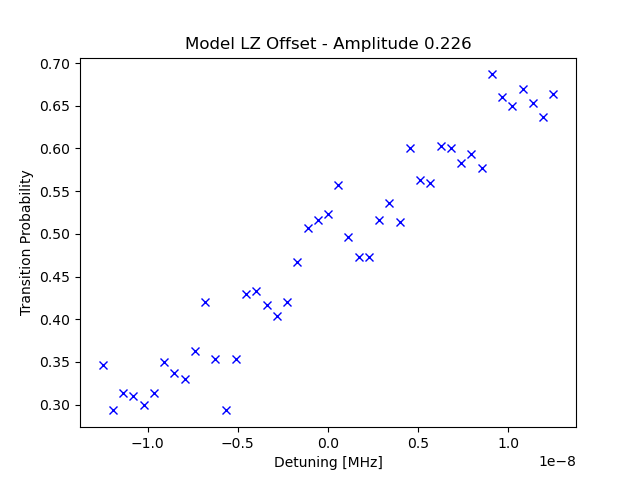 Model LZ Offset - Amplitude 0.226
0.70
0.65
0.60
0.55
0.50
0.45
0.40
0.35
0.30
Transition Probability
−1.0 −0.5 0.0 0.5 1.0
1e−8
Detuning [MHz]